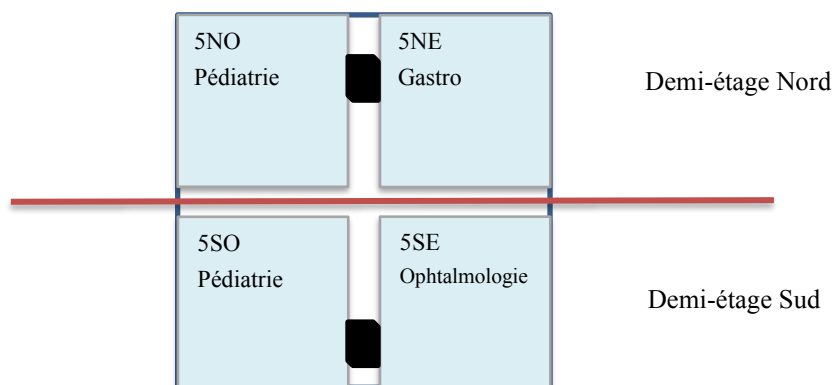 5NO
Pédiatrie
5NE
Gastro
Demi-étage Nord
5SO
Pédiatrie
5SE
Ophtalmologie
Demi-étage Sud